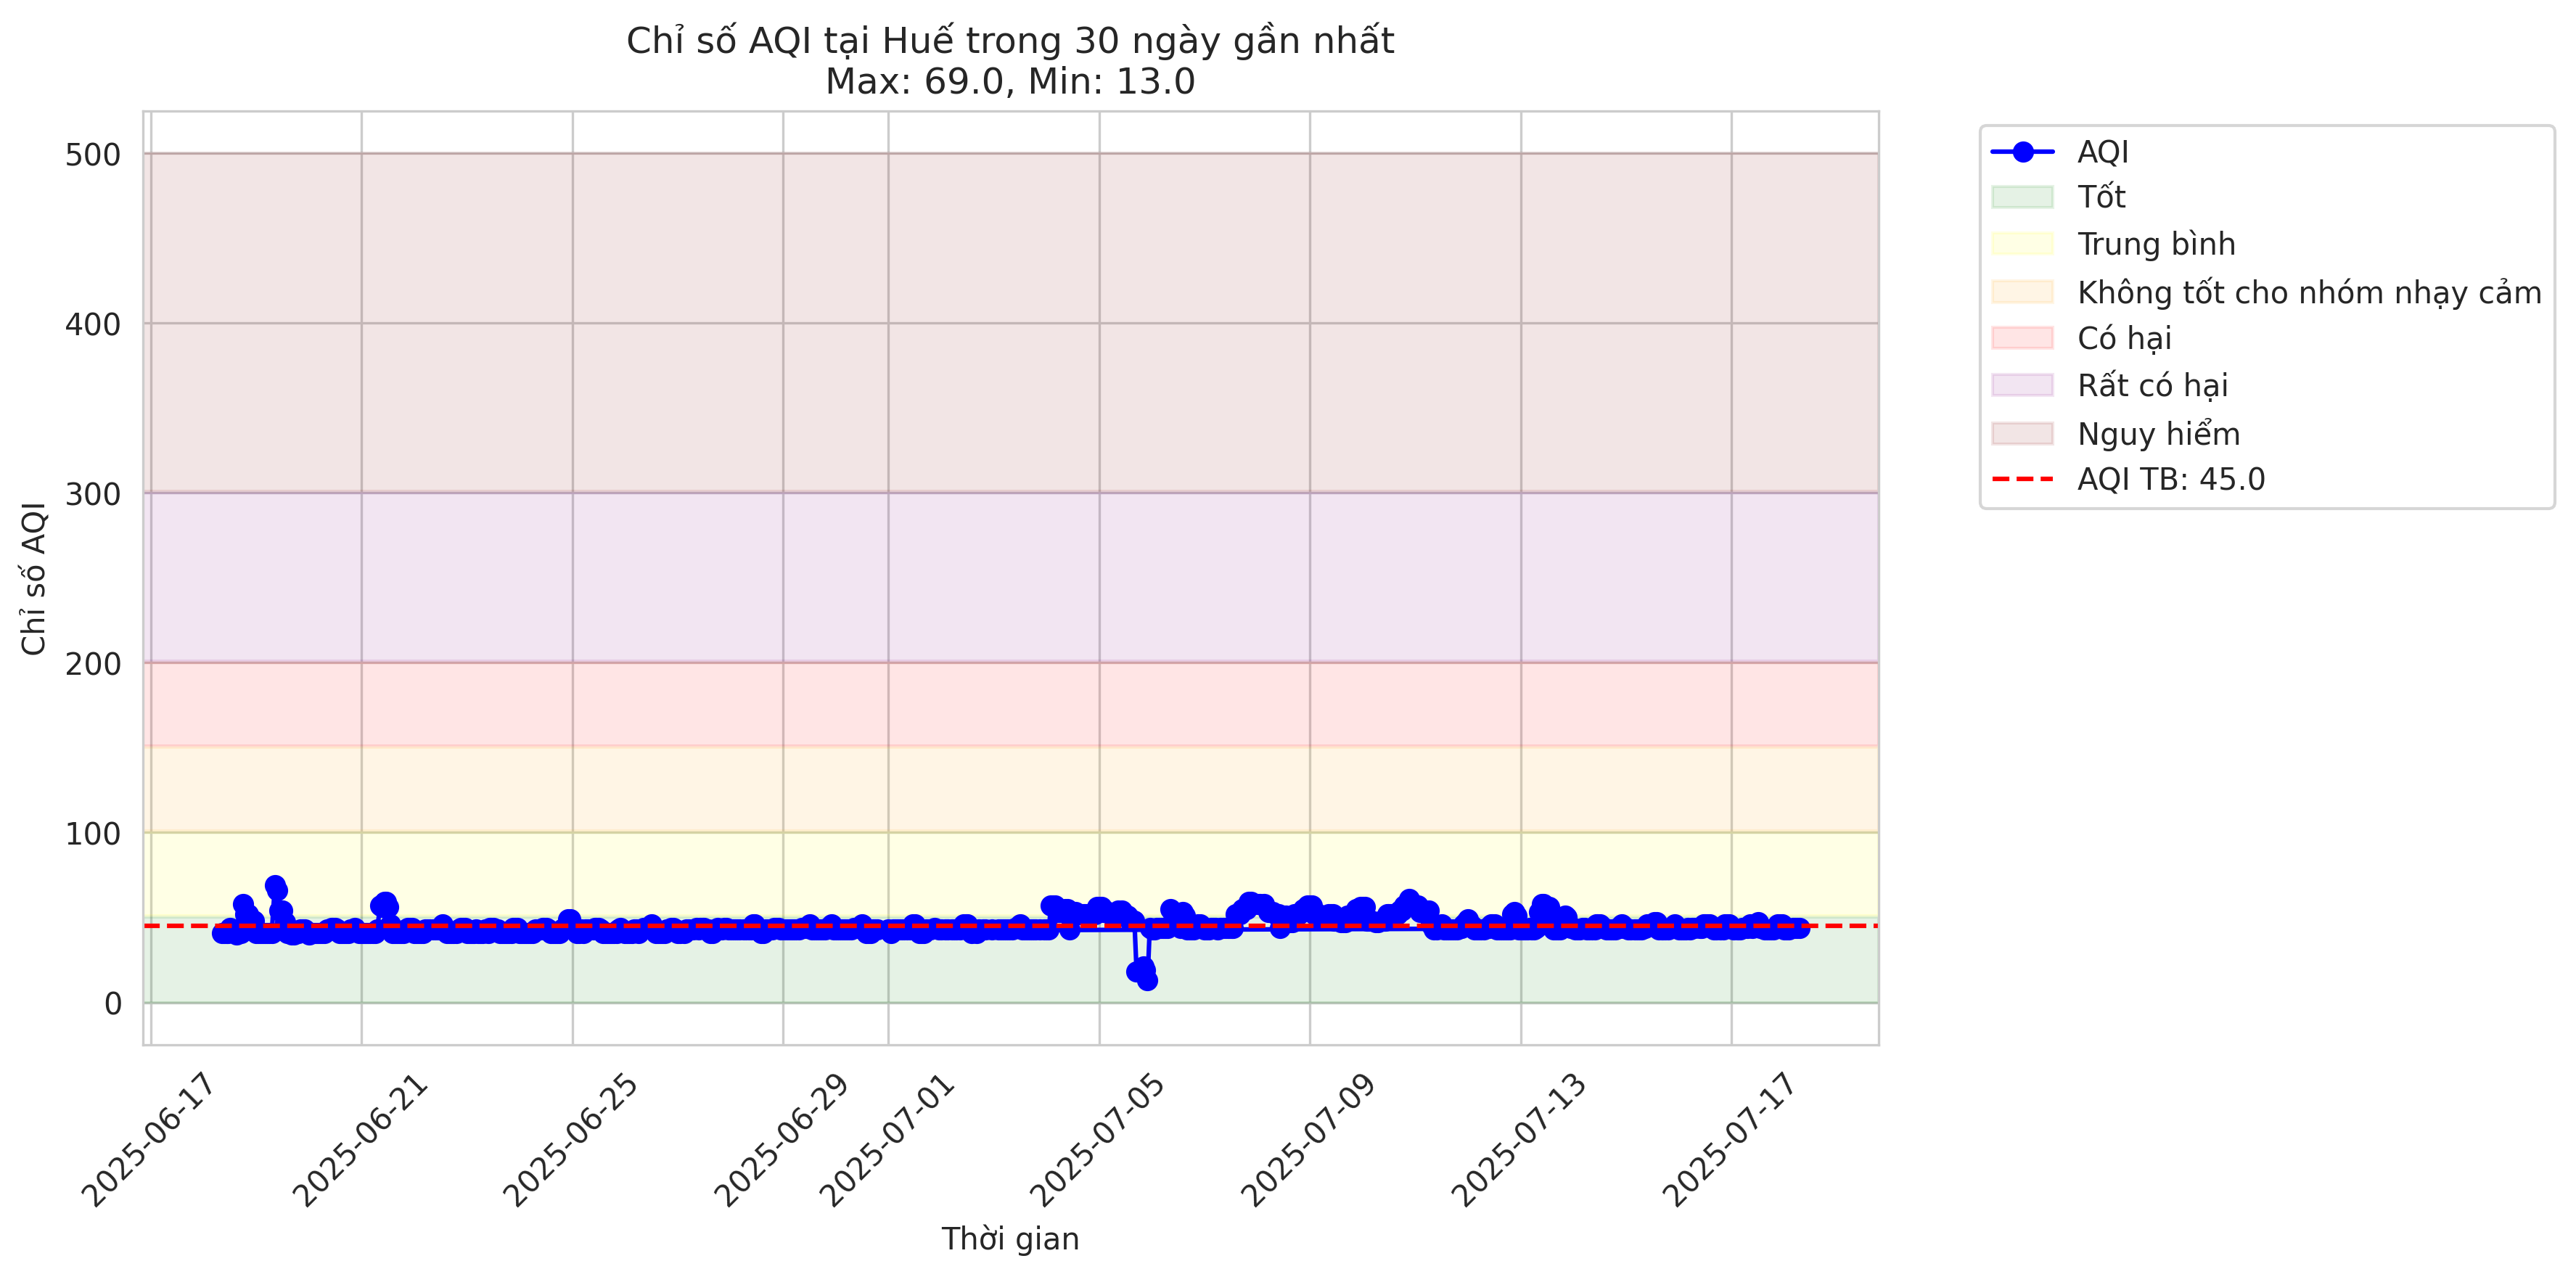 Chỉ số AQI tại Huế trong 30 ngày gần nhất
Max: 69.0, Min: 13.0
500
400
300
200
100
0
Chỉ số AQI
2025-06-17
2025-06-21
2025-06-25
2025-06-29
2025-07-01
2025-07-05
2025-07-09
2025-07-13
2025-07-17
Thời gian
AQI
Tốt
Trung bình
Không tốt cho nhóm nhạy cảm
Có hại
Rất có hại
Nguy hiểm
AQI TB: 45.0